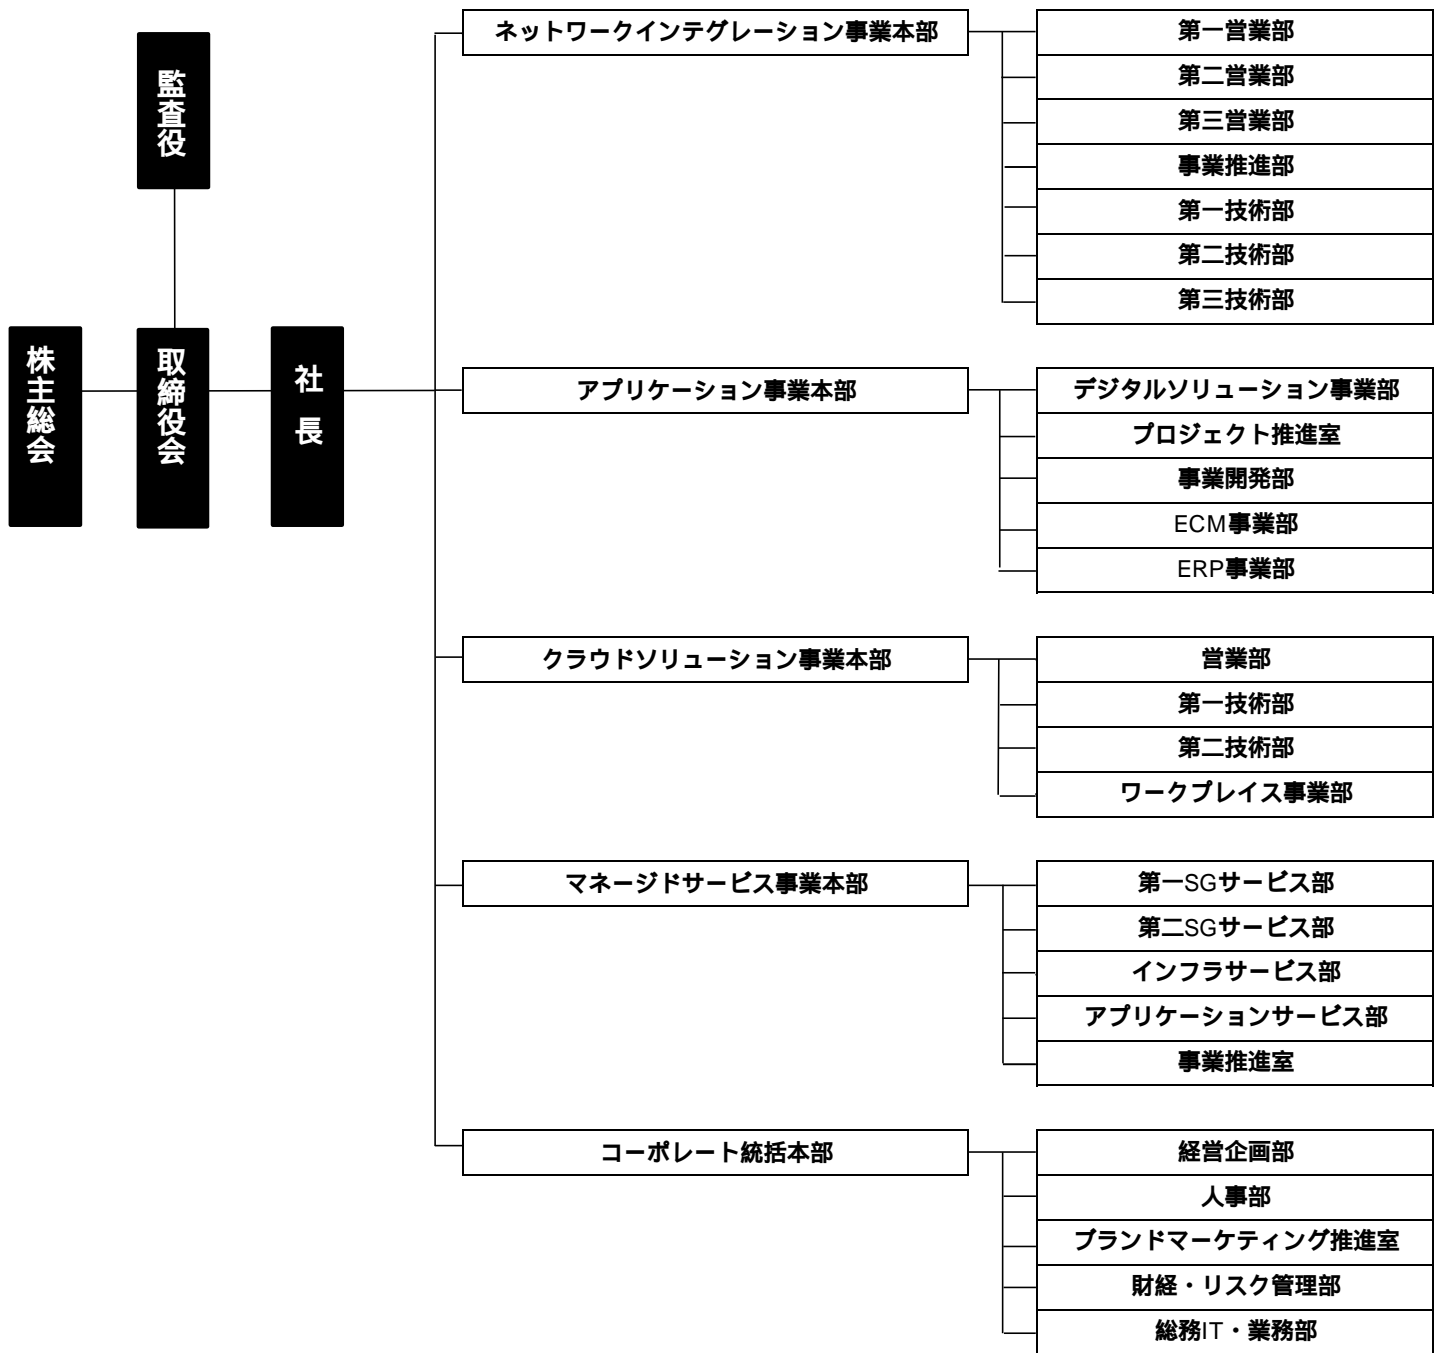 監査役
株主総会
取締役会
社長
ネットワークインテグレーション事業本部
第一営業部
第二営業部
第三営業部
事業推進部
第一技術部
第二技術部
第三技術部
アプリケーション事業本部
デジタルソリューション事業部
プロジェクト推進室
事業開発部
ECM事業部
ERP事業部
クラウドソリューション事業本部
営業部
第一技術部
第二技術部
ワークプレイス事業部
マネージドサービス事業本部
第一SGサービス部
第二SGサービス部
インフラサービス部
アプリケーションサービス部
事業推進室
コーポレート統括本部
経営企画部
人事部
ブランドマーケティング推進室
財経・リスク管理部
総務IT・業務部